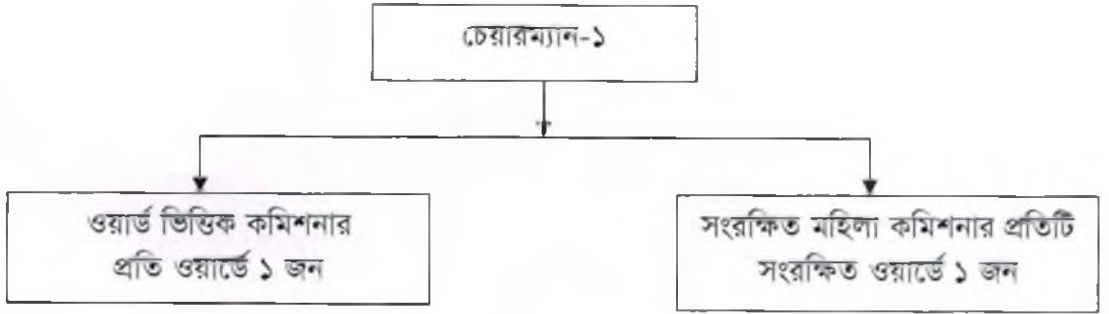 চেয়ারম্যান-১
ওয়ার্ড ভিত্তিক কমিশনার
প্রতি ওয়ার্ডে ১ জন
সংরক্ষিত মহিলা কমিশনার প্রতিটি
সংরক্ষিত ওয়ার্ডে ১ জন